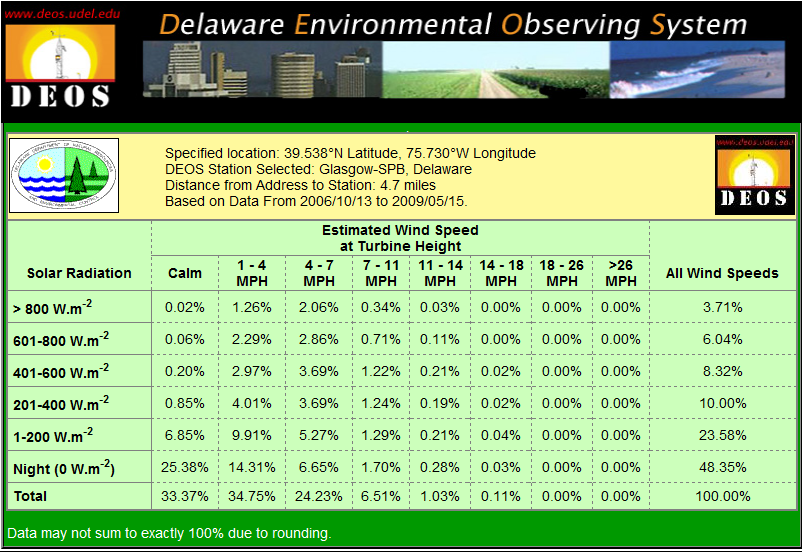 www.deos.udel.edu
Delaware Environmental Observing System
DEOS
Specified location: 39.538°N Latitude, 75.730°W Longitude
DEOS Station Selected: Glasgow-SPB, Delaware
Distance from Address to Station: 4.7 miles
Based on Data From 2006/10/13 to 2009/05/15.
www.deos.udel.edu
DEOS
Estimated Wind Speed
at Turbine Height
Solar Radiation Calm 1 - 4 MPH 4 - 7 MPH 7 - 11 MPH 11 - 14 MPH 14 - 18 MPH 18 - 26 MPH >26 MPH All Wind Speeds
> 800 W.m-2 0.02% 1.26% 2.06% 0.34% 0.03% 0.00% 0.00% 0.00% 3.71%
601-800 W.m-2 0.06% 2.29% 2.86% 0.71% 0.11% 0.00% 0.00% 0.00% 6.04%
401-600 W.m-2 0.20% 2.97% 3.69% 1.22% 0.21% 0.02% 0.00% 0.00% 8.32%
201-400 W.m-2 0.85% 4.01% 3.69% 1.24% 0.19% 0.02% 0.00% 0.00% 10.00%
1-200 W.m-2 6.85% 9.91% 5.27% 1.29% 0.21% 0.04% 0.00% 0.00% 23.58%
Night (0 W.m-2) 25.38% 14.31% 6.65% 1.70% 0.28% 0.03% 0.00% 0.00% 48.35%
Total 33.37% 34.75% 24.23% 6.51% 1.03% 0.11% 0.00% 0.00% 100.00%
Data may not sum to exactly 100% due to rounding.